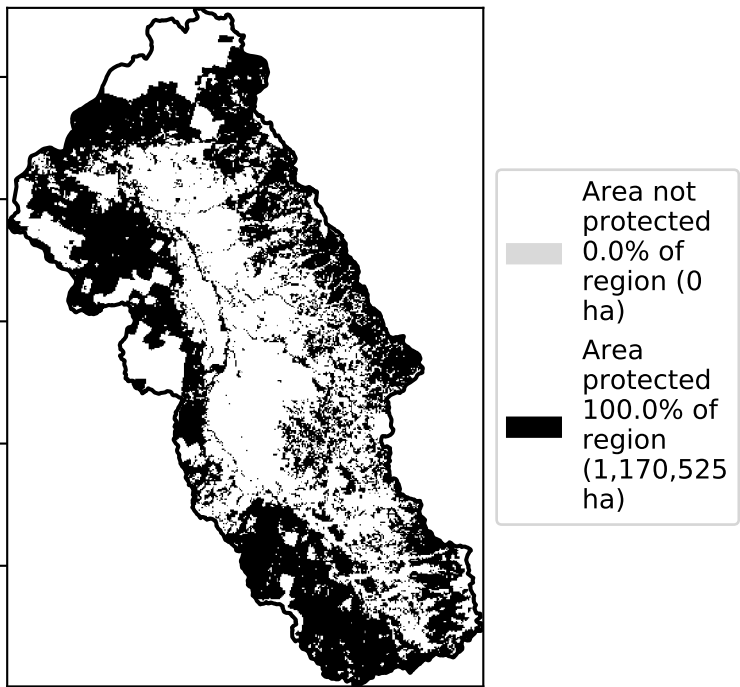 Area not
protected
0.0% of
region (0
ha)
Area
protected
100.0% of
region
(1,170,525
ha)